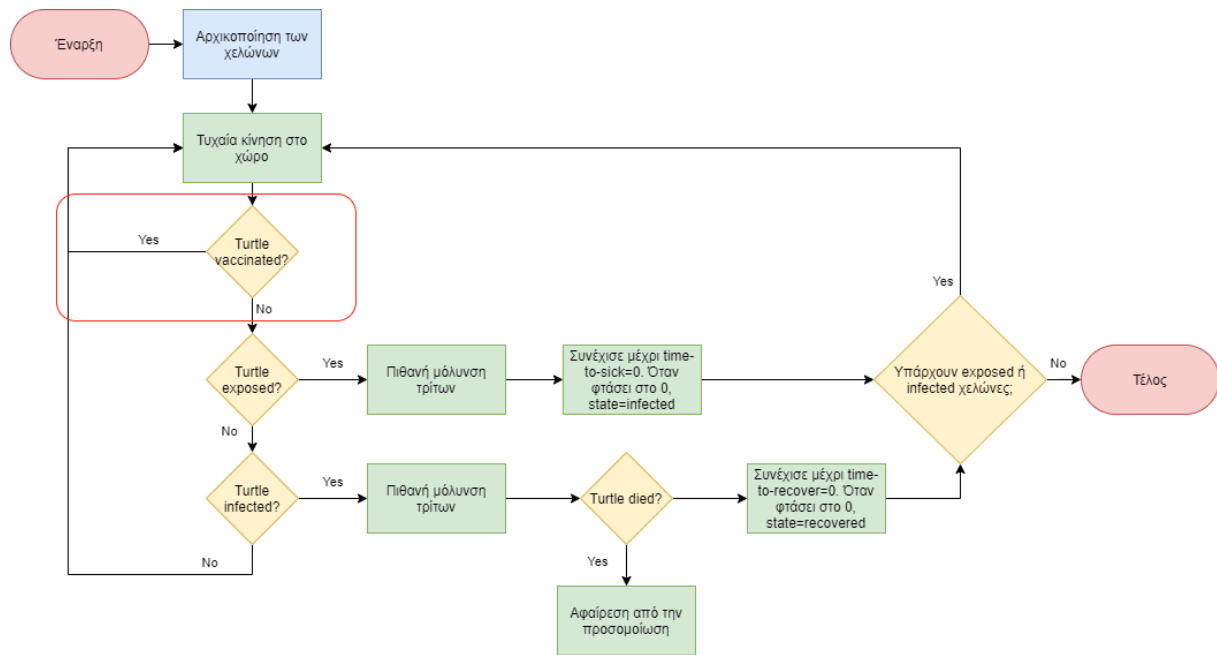 Έναρξη
Αρχικοποίηση των
χελώνων
Τυχαία κίνηση στο
χώρο
Yes
Turtle
vaccinated?
No
Turtle
exposed?
Yes
Πιθανή μόλυνση
τρίτων
Συνέχισε μέχρι time-
to-sick=0. Όταν
φτάσει στο 0,
state=infected
Yes
Υπάρχουν exposed ή
infected χελώνες;
No
Τέλος
No
Turtle
infected?
Yes
Πιθανή μόλυνση
τρίτων
Turtle died?
Συνέχισε μέχρι time-
to-recover=0. Όταν
φτάσει στο 0,
state=recovered
No
Yes
Αφαίρεση από την
προσομοίωση